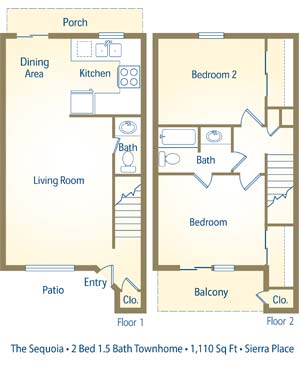 Porch
Dining
Area
Kitchen
Bath
Living Room
Patio
Entry
Clo.
Floor 1
Bedroom 2
Bath
Bedroom
Balcony
Clo.
Floor 2
The Sequoia • 2 Bed 1.5 Bath Townhome • 1,110 Sq Ft • Sierra Place